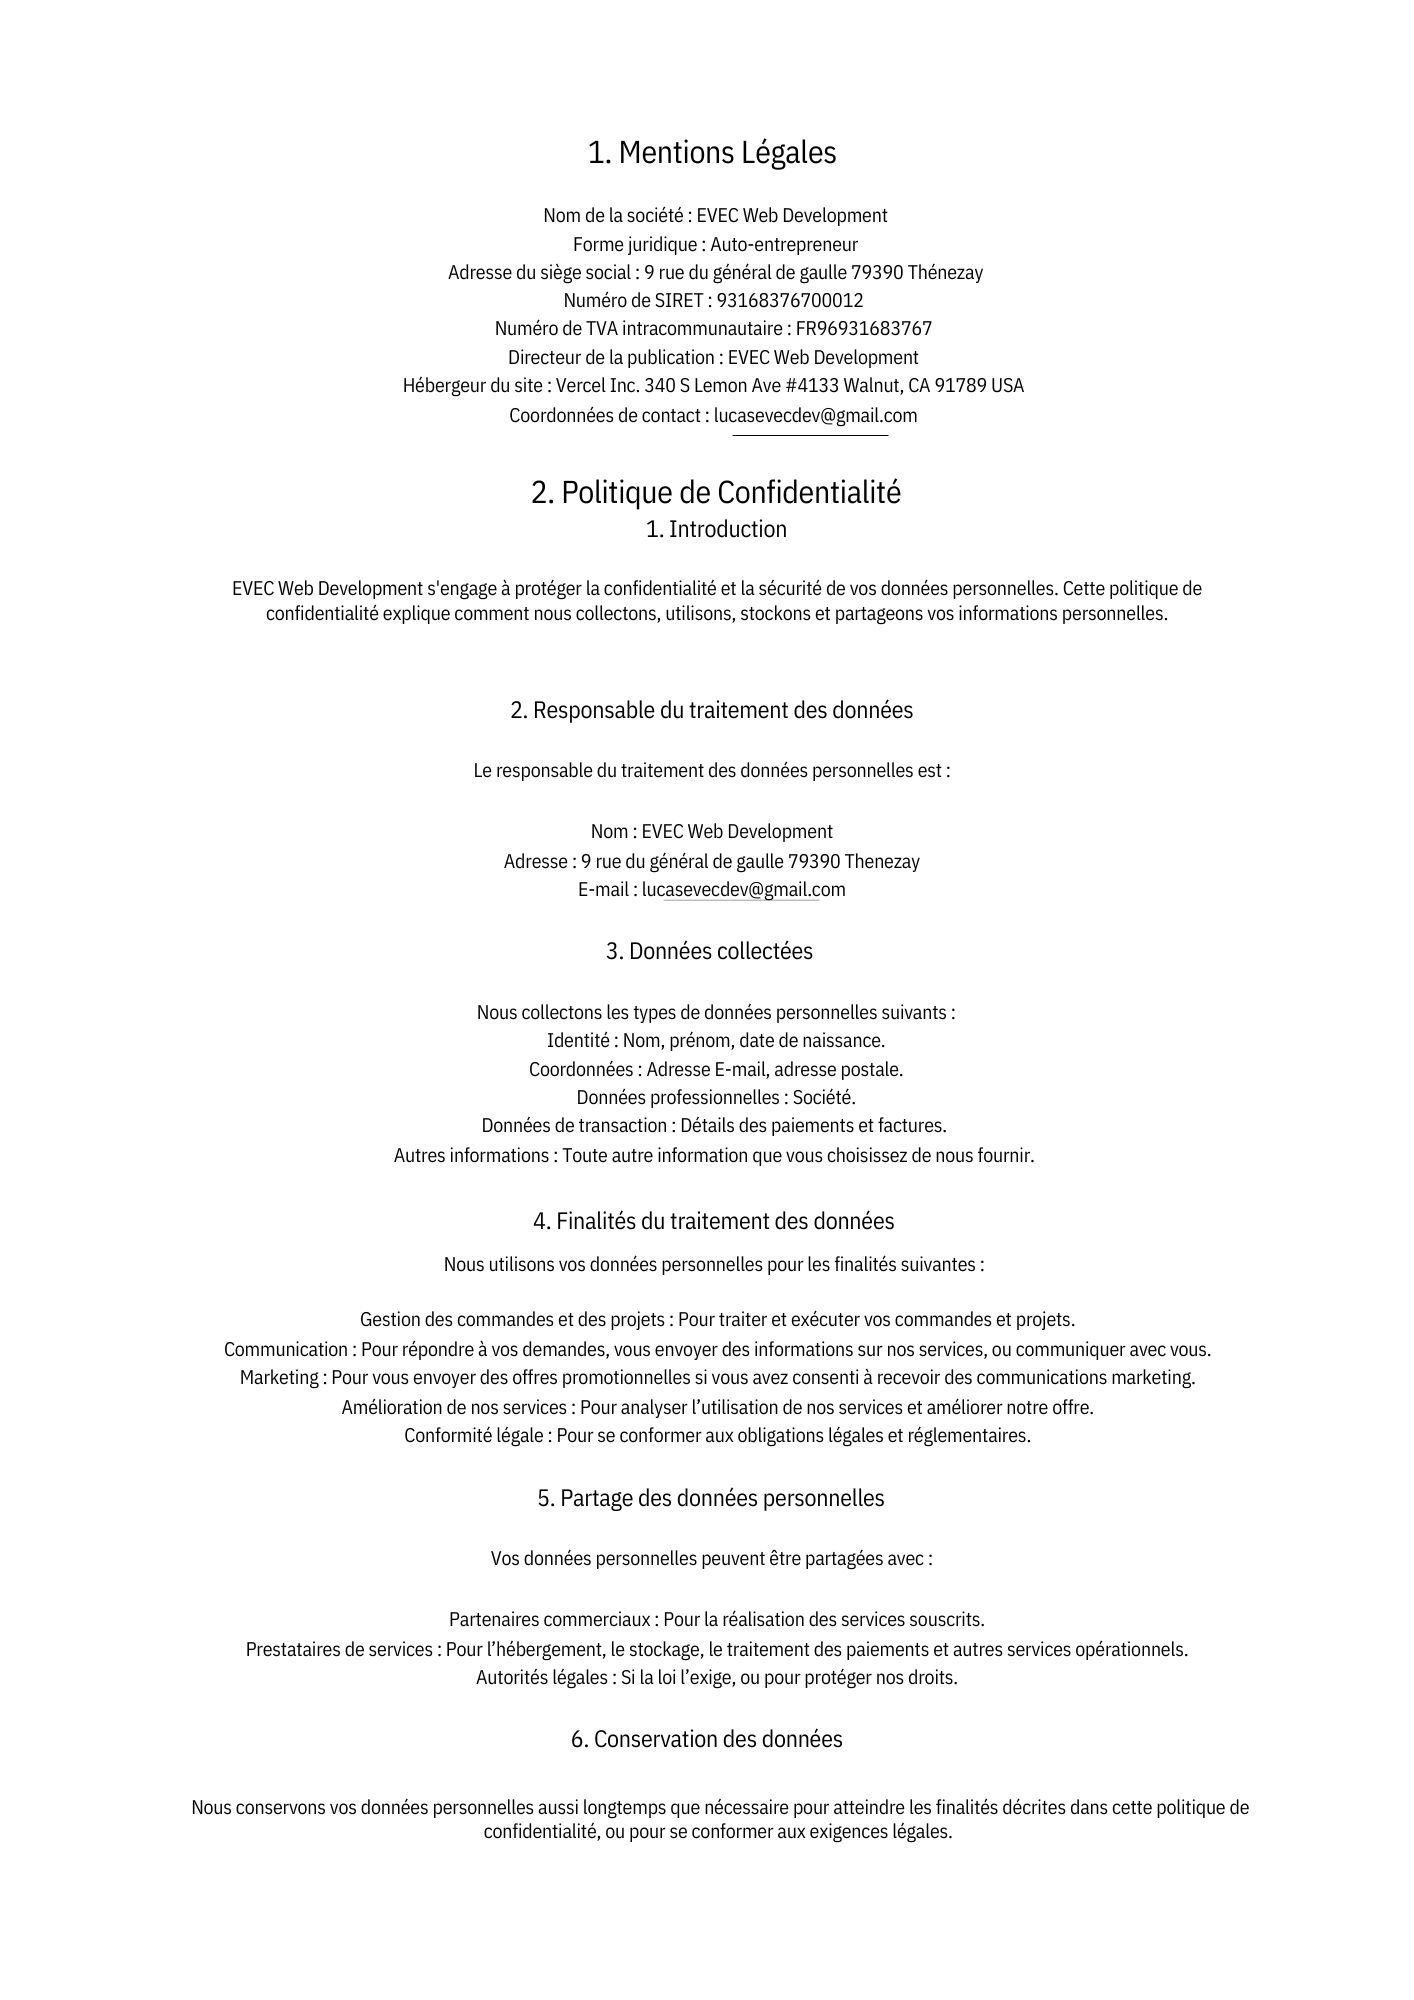 1. Mentions Légales
Nom de la société : EVEC Web Development
Forme juridique : Auto-entrepreneur
Adresse du siège social : 9 rue du général de gaulle 79390 Thénezay
Numéro de SIRET : 93168376700012
Numéro de TVA intracommunautaire : FR96931683767
Directeur de la publication : EVEC Web Development
Hébergeur du site : Vercel Inc. 340 S Lemon Ave #4133 Walnut, CA 91789 USA
Coordonnées de contact : lucasevecdev@gmail.com
2. Politique de Confidentialité
1. Introduction
EVEC Web Development s'engage à protéger la confidentialité et la sécurité de vos données personnelles. Cette politique de
confidentialité explique comment nous collectons, utilisons, stockons et partageons vos informations personnelles.
2. Responsable du traitement des données
Le responsable du traitement des données personnelles est :
Nom : EVEC Web Development
Adresse : 9 rue du général de gaulle 79390 Thenezay
E-mail : lucasevecdev@gmail.com
3. Données collectées
Nous collectons les types de données personnelles suivants :
Identité : Nom, prénom, date de naissance.
Coordonnées : Adresse E-mail, adresse postale.
Données professionnelles : Société.
Données de transaction : Détails des paiements et factures.
Autres informations : Toute autre information que vous choisissez de nous fournir.
4. Finalités du traitement des données
Nous utilisons vos données personnelles pour les finalités suivantes :
Gestion des commandes et des projets : Pour traiter et exécuter vos commandes et projets.
Communication : Pour répondre à vos demandes, vous envoyer des informations sur nos services, ou communiquer avec vous.
Marketing : Pour vous envoyer des offres promotionnelles si vous avez consenti à recevoir des communications marketing.
Amélioration de nos services : Pour analyser l’utilisation de nos services et améliorer notre offre.
Conformité légale : Pour se conformer aux obligations légales et réglementaires.
5. Partage des données personnelles
Vos données personnelles peuvent être partagées avec :
Partenaires commerciaux : Pour la réalisation des services souscrits.
Prestataires de services : Pour l’hébergement, le stockage, le traitement des paiements et autres services opérationnels.
Autorités légales : Si la loi l’exige, ou pour protéger nos droits.
6. Conservation des données
Nous conservons vos données personnelles aussi longtemps que nécessaire pour atteindre les finalités décrites dans cette politique de
confidentialité, ou pour se conformer aux exigences légales.